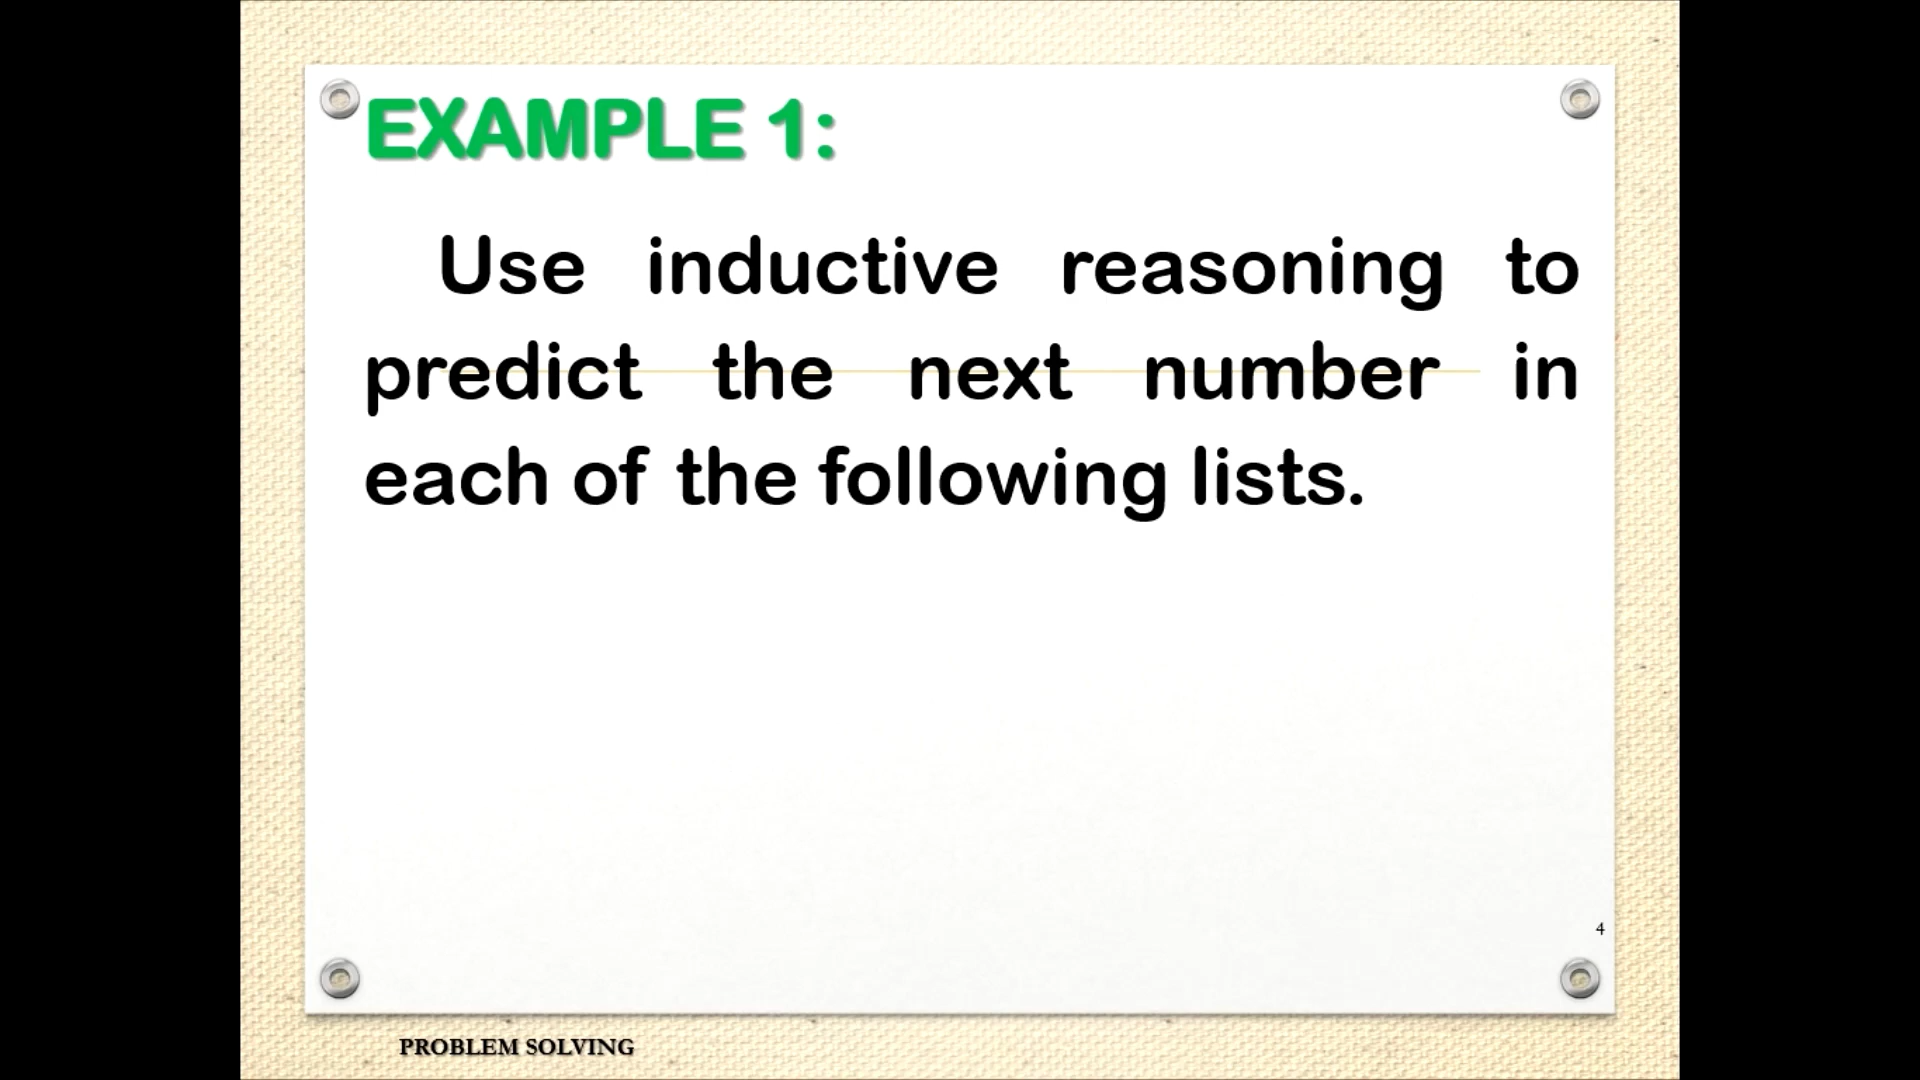 EXAMPLE 1:
Use inductive reasoning to
predict the next number in
each of the following lists.
4
PROBLEM SOLVING